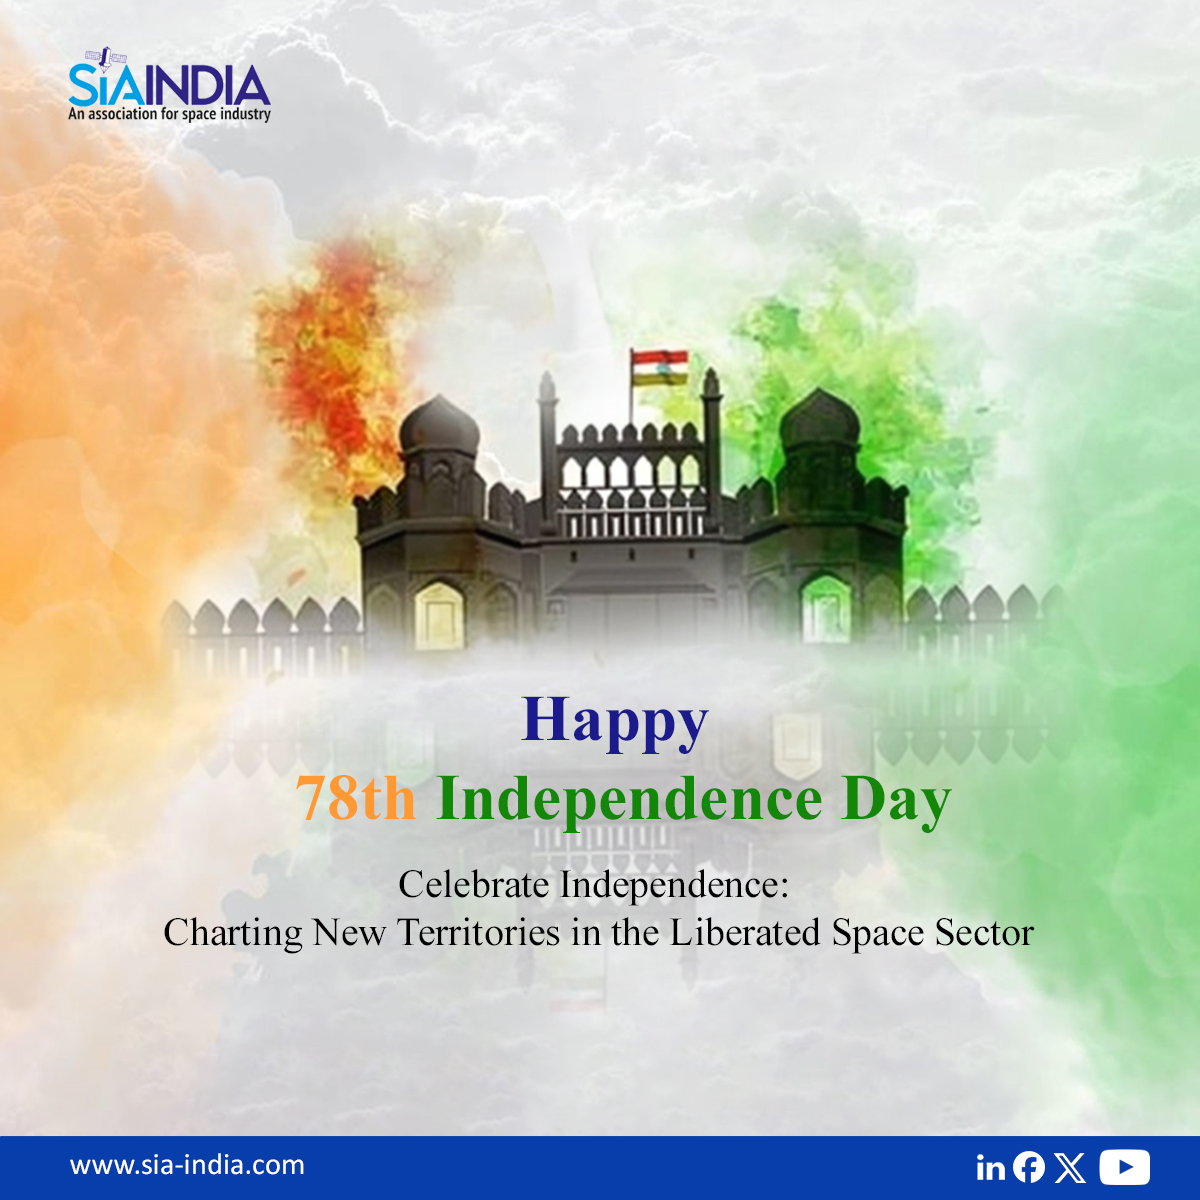 SiAINDIA
An association for space industry
Happy
78th Independence Day
Celebrate Independence:
Charting New Territories in the Liberated Space Sector
www.sia-india.com